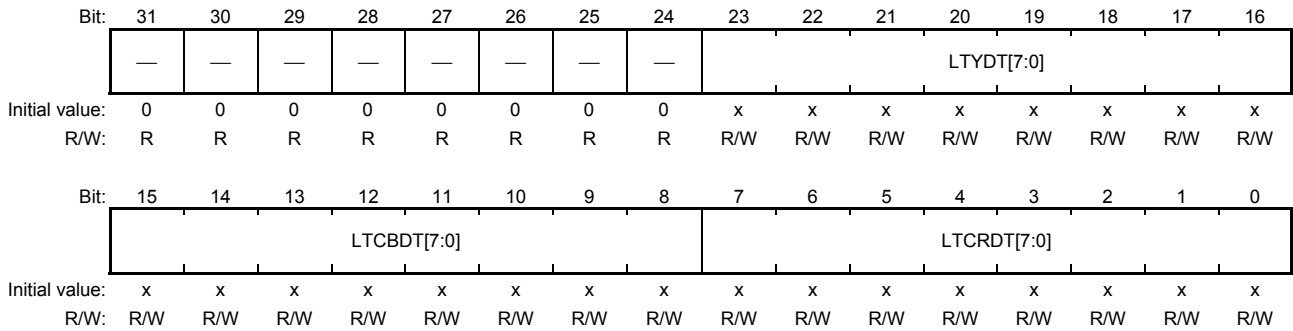 Bit: 31 30 29 28 27 26 25 24 23 22 21 20 19 18 17 16
— — — — — — — — LTYDT[7:0]
Initial value: 0 0 0 0 0 0 0 0 x x x x x x x x
R/W: R R R R R R R R R/W R/W R/W R/W R/W R/W R/W R/W
Bit: 15 14 13 12 11 10 9 8 7 6 5 4 3 2 1 0
LTCBDT[7:0] LTCRDT[7:0]
Initial value: x x x x x x x x x x x x x x x x
R/W: R/W R/W R/W R/W R/W R/W R/W R/W R/W R/W R/W R/W R/W R/W R/W R/W